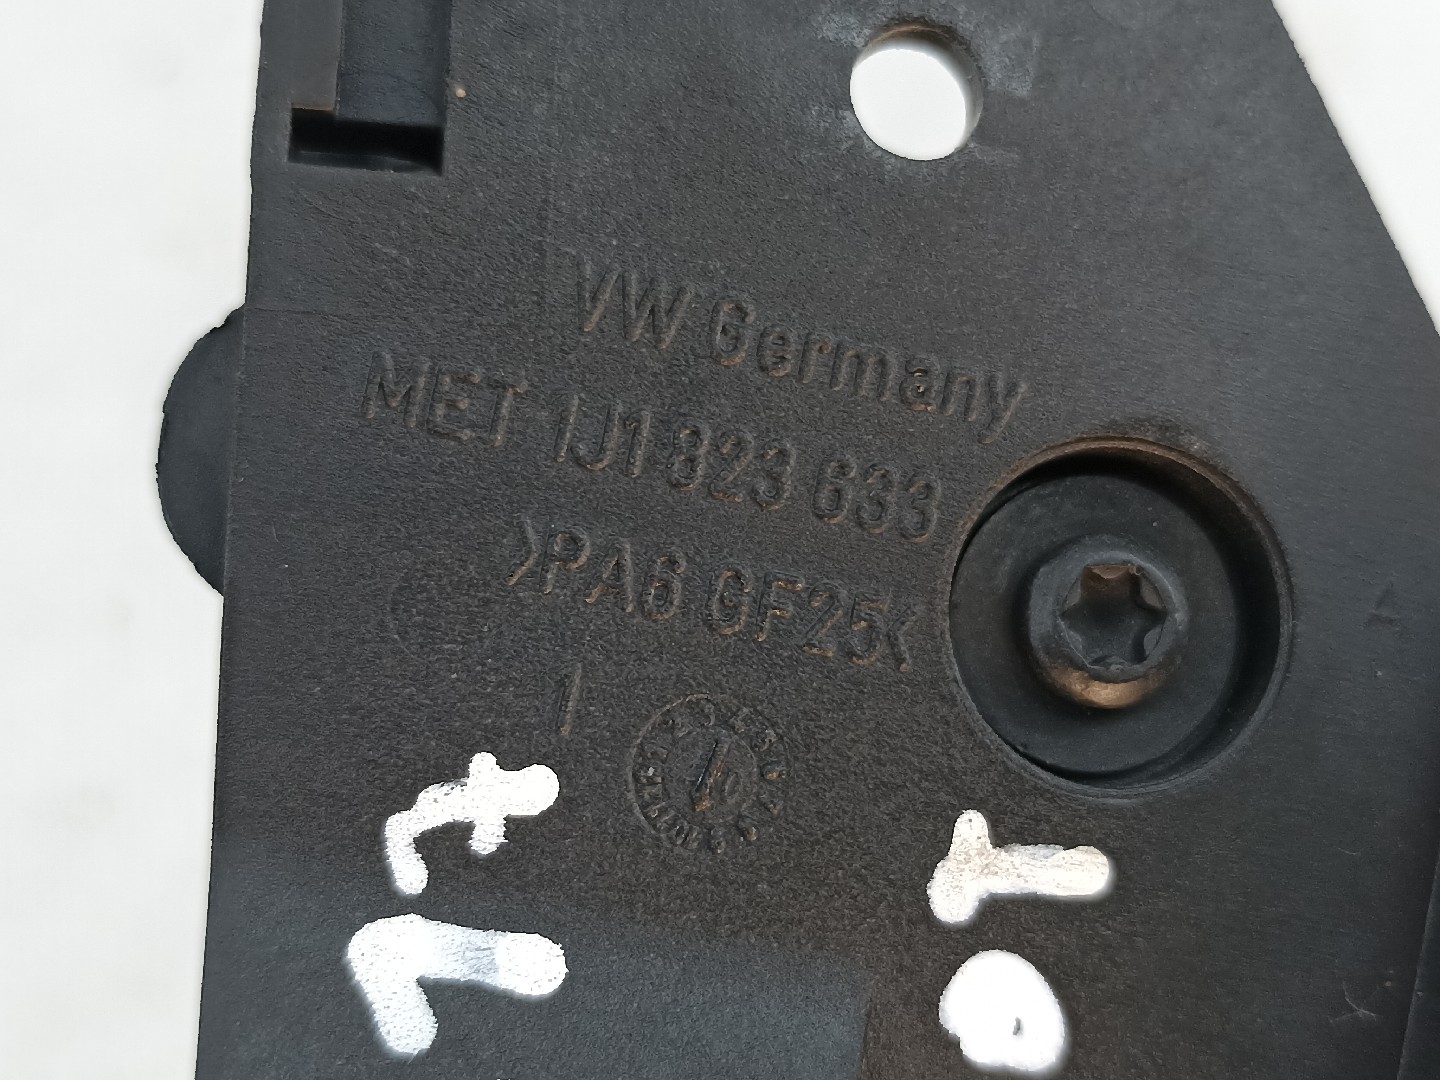 VW Germany
MET 1J1 823 633
>PA6 GF25<
1